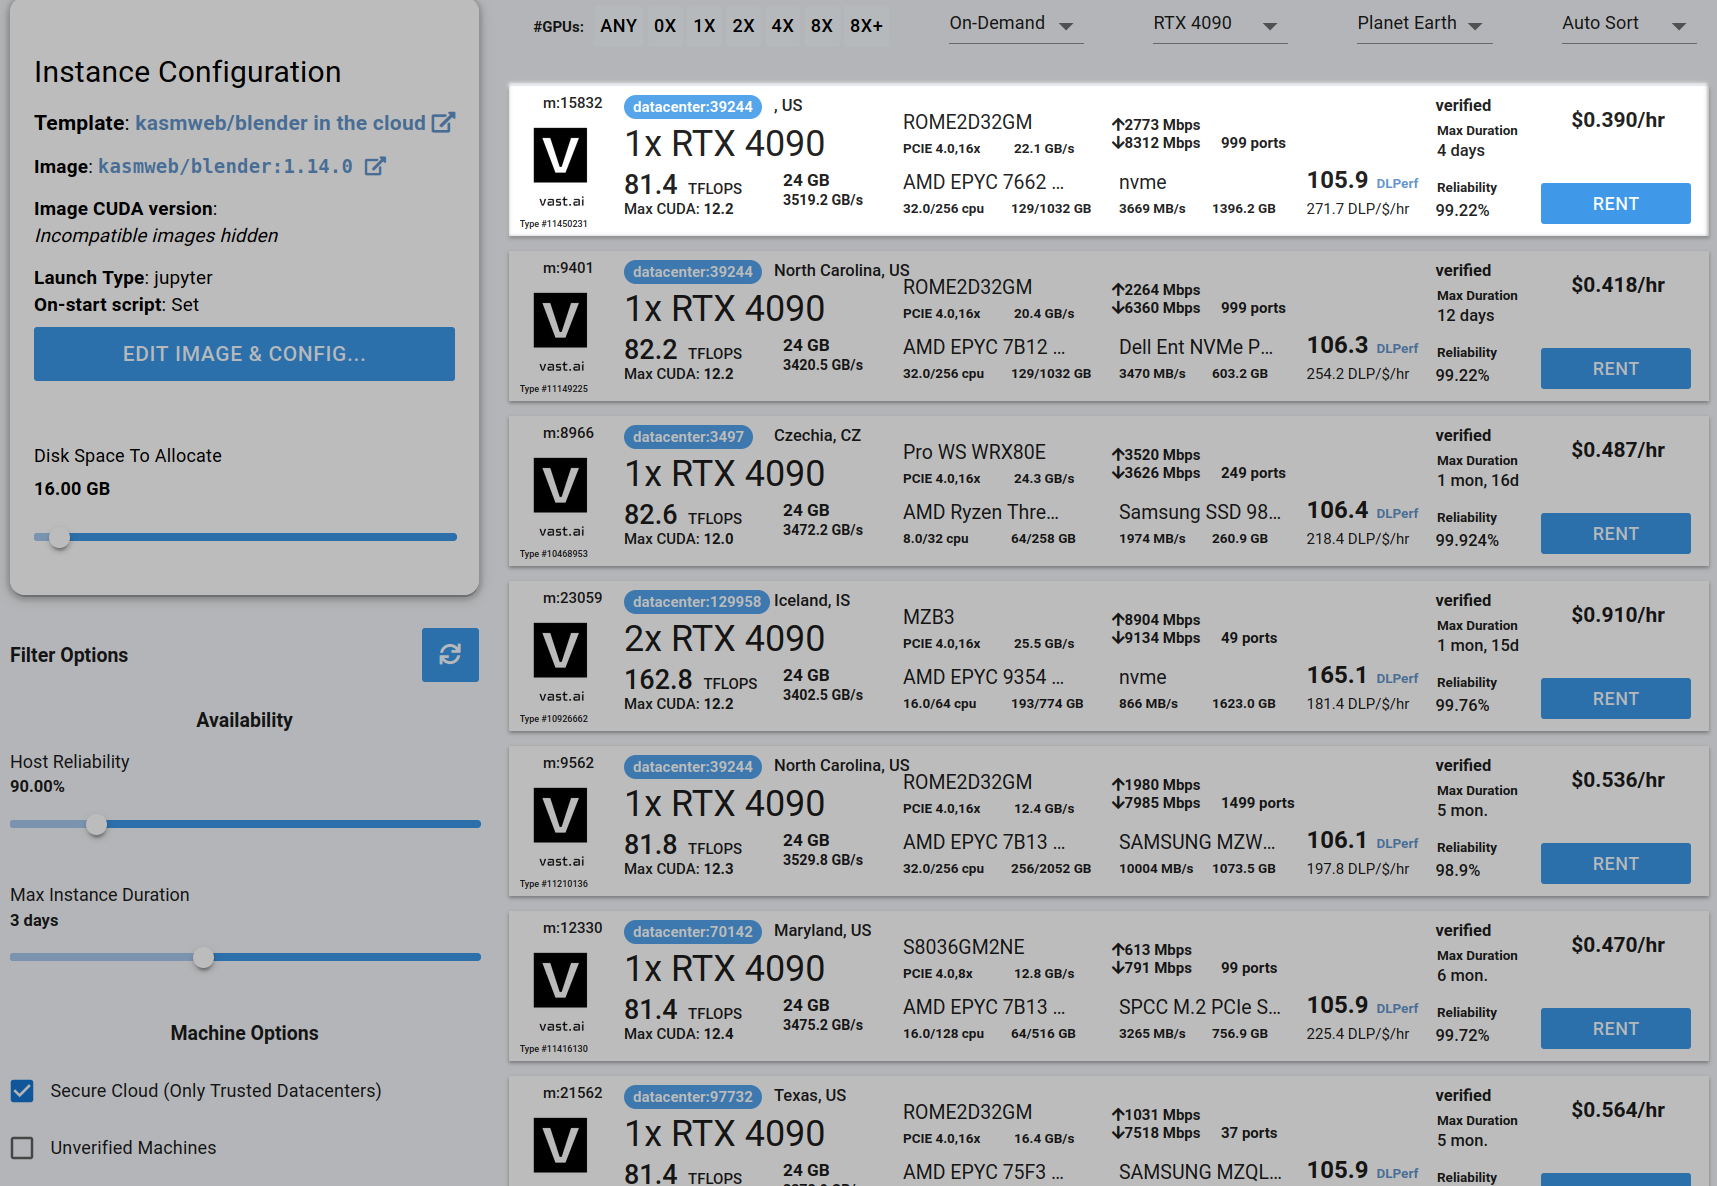 Instance Configuration
Template: kasmweb/blender in the cloud
Image: kasmweb/blender:1.14.0
Image CUDA version:
Incompatible images hidden
Launch Type: jupyter
On-start script: Set
EDIT IMAGE & CONFIG...
Disk Space To Allocate
16.00 GB
Filter Options
Availability
Host Reliability
90.00%
Max Instance Duration
3 days
Machine Options
Secure Cloud (Only Trusted Datacenters)
Unverified Machines
#GPUs: ANY 0X 1X 2X 4X 8X 8X+ On-Demand RTX 4090 Planet Earth Auto Sort
m:15832 datacenter:39244 , US verified
1x RTX 4090 ROME2D32GM ↑2773 Mbps Max Duration $0.390/hr
V PCIE 4.0,16x 22.1 GB/s ↓8312 Mbps 999 ports 4 days
81.4 TFLOPS 24 GB AMD EPYC 7662 ... nvme 105.9 DLPerf Reliability RENT
vast.ai Max CUDA: 12.2 3519.2 GB/s 32.0/256 cpu 129/1032 GB 3669 MB/s 1396.2 GB 271.7 DLP/$/hr 99.22%
Type #11450231
m:9401 datacenter:39244 North Carolina, US verified
1x RTX 4090 ROME2D32GM ↑2264 Mbps Max Duration $0.418/hr
V PCIE 4.0,16x 20.4 GB/s ↓6360 Mbps 999 ports 12 days
82.2 TFLOPS 24 GB AMD EPYC 7B12 ... Dell Ent NVMe P... 106.3 DLPerf Reliability RENT
vast.ai Max CUDA: 12.2 3420.5 GB/s 32.0/256 cpu 129/1032 GB 3470 MB/s 603.2 GB 254.2 DLP/$/hr 99.22%
Type #11149225
m:8966 datacenter:3497 Czechia, CZ verified
1x RTX 4090 Pro WS WRX80E ↑3520 Mbps Max Duration $0.487/hr
V PCIE 4.0,16x 24.3 GB/s ↓3626 Mbps 249 ports 1 mon, 16d
82.6 TFLOPS 24 GB AMD Ryzen Thre... Samsung SSD 98... 106.4 DLPerf Reliability RENT
vast.ai Max CUDA: 12.0 3472.2 GB/s 8.0/32 cpu 64/258 GB 1974 MB/s 260.9 GB 218.4 DLP/$/hr 99.924%
Type #10468953
m:23059 datacenter:129958 Iceland, IS verified
2x RTX 4090 MZB3 ↑8904 Mbps Max Duration $0.910/hr
V PCIE 4.0,16x 25.5 GB/s ↓9134 Mbps 49 ports 1 mon, 15d
162.8 TFLOPS 24 GB AMD EPYC 9354 ... nvme 165.1 DLPerf Reliability RENT
vast.ai Max CUDA: 12.2 3402.5 GB/s 16.0/64 cpu 193/774 GB 866 MB/s 1623.0 GB 181.4 DLP/$/hr 99.76%
Type #10926662
m:9562 datacenter:39244 North Carolina, US verified
1x RTX 4090 ROME2D32GM ↑1980 Mbps Max Duration $0.536/hr
V PCIE 4.0,16x 12.4 GB/s ↓7985 Mbps 1499 ports 5 mon.
81.8 TFLOPS 24 GB AMD EPYC 7B13 ... SAMSUNG MZW... 106.1 DLPerf Reliability RENT
vast.ai Max CUDA: 12.3 3529.8 GB/s 32.0/256 cpu 256/2052 GB 10004 MB/s 1073.5 GB 197.8 DLP/$/hr 98.9%
Type #11210136
m:12330 datacenter:70142 Maryland, US verified
1x RTX 4090 S8036GM2NE ↑613 Mbps Max Duration $0.470/hr
V PCIE 4.0,8x 12.8 GB/s ↓791 Mbps 99 ports 6 mon.
81.4 TFLOPS 24 GB AMD EPYC 7B13 ... SPCC M.2 PCIe S... 105.9 DLPerf Reliability RENT
vast.ai Max CUDA: 12.4 3475.2 GB/s 16.0/128 cpu 64/516 GB 3265 MB/s 756.9 GB 225.4 DLP/$/hr 99.72%
Type #11416130
m:21562 datacenter:97732 Texas, US verified
1x RTX 4090 ROME2D32GM ↑1031 Mbps Max Duration $0.564/hr
V PCIE 4.0,16x 16.4 GB/s ↓7518 Mbps 37 ports 5 mon.
81.4 TFLOPS 24 GB AMD EPYC 75F3 ... SAMSUNG MZQL... 105.9 DLPerf Reliability